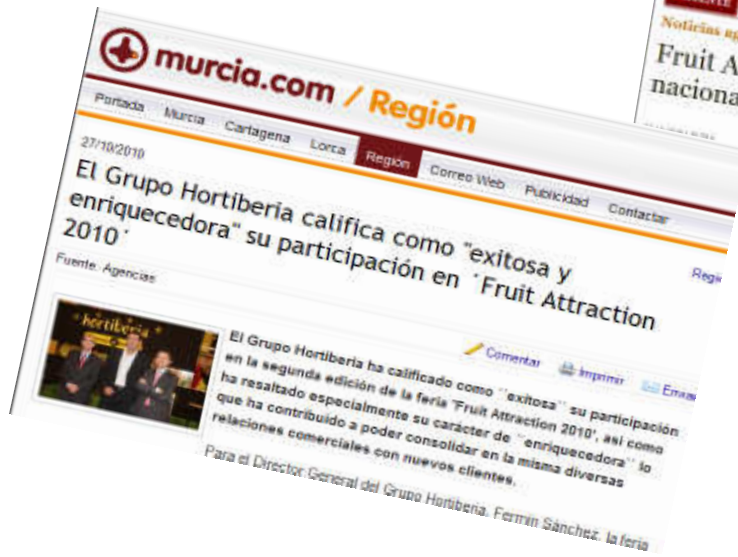 murcia.com / Región
Portada Murcia Cartagena Lorca Región Correo Web Publicidad Contactar
27/10/2010
El Grupo Hortiberia califica como "exitosa y
enriquecedora" su participación en ´Fruit Attraction
2010´
Fuente: Agencias
Comentar Imprimir
hortiberia
El Grupo Hortiberia ha calificado como ``exitosa`` su participación
en la segunda edición de la feria 'Fruit Attraction 2010', así como
ha resaltado especialmente su carácter de ``enriquecedora`` lo
que ha contribuido a poder consolidar en la misma diversas
relaciones comerciales con nuevos clientes.
Para el Director General del Grupo Hortiberia, Fermín Sánchez, la feria
Noticias
Fruit A
naciona